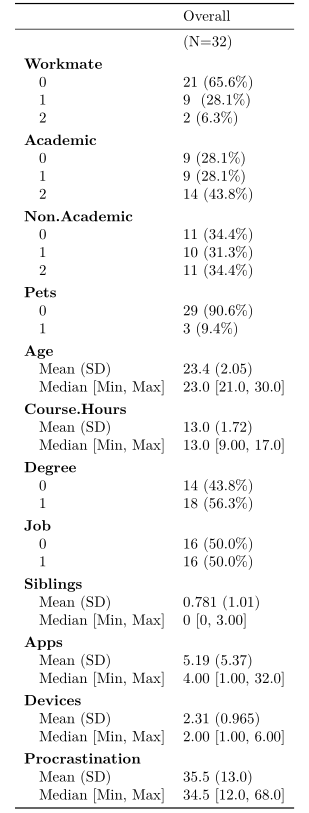 Overall
(N=32)
Workmate
0 21 (65.6%)
1 9 (28.1%)
2 2 (6.3%)
Academic
0 9 (28.1%)
1 9 (28.1%)
2 14 (43.8%)
Non.Academic
0 11 (34.4%)
1 10 (31.3%)
2 11 (34.4%)
Pets
0 29 (90.6%)
1 3 (9.4%)
Age
Mean (SD) 23.4 (2.05)
Median [Min, Max] 23.0 [21.0, 30.0]
Course.Hours
Mean (SD) 13.0 (1.72)
Median [Min, Max] 13.0 [9.00, 17.0]
Degree
0 14 (43.8%)
1 18 (56.3%)
Job
0 16 (50.0%)
1 16 (50.0%)
Siblings
Mean (SD) 0.781 (1.01)
Median [Min, Max] 0 [0, 3.00]
Apps
Mean (SD) 5.19 (5.37)
Median [Min, Max] 4.00 [1.00, 32.0]
Devices
Mean (SD) 2.31 (0.965)
Median [Min, Max] 2.00 [1.00, 6.00]
Procrastination
Mean (SD) 35.5 (13.0)
Median [Min, Max] 34.5 [12.0, 68.0]